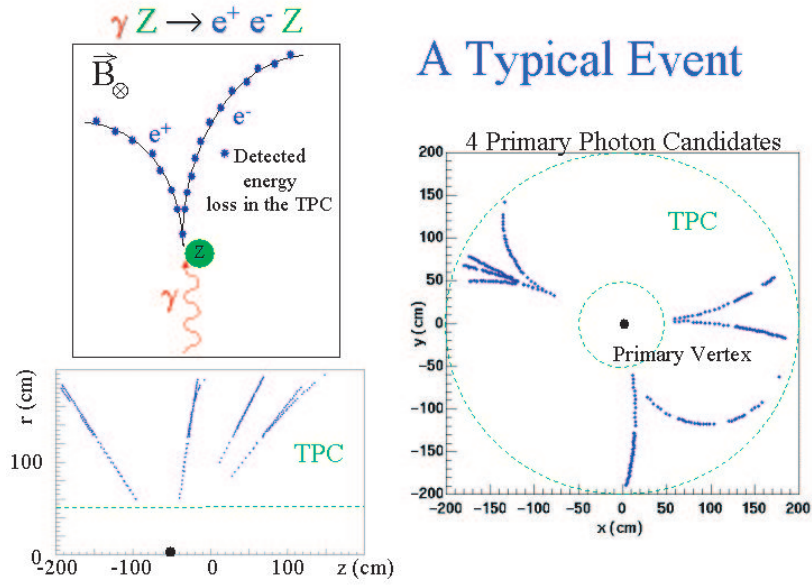 γ Z → e⁺ e⁻ Z
A Typical Event
B⃗ ⊗
e⁺
e⁻
Detected
energy
loss in the TPC
Z
γ
4 Primary Photon Candidates
TPC
Primary Vertex
y (cm)
200
150
100
50
0
−50
−100
−150
−200
−200 −150 −100 −50 0 50 100 150 200
x (cm)
r (cm)
TPC
100
0
-200 -100 0 100 z (cm)